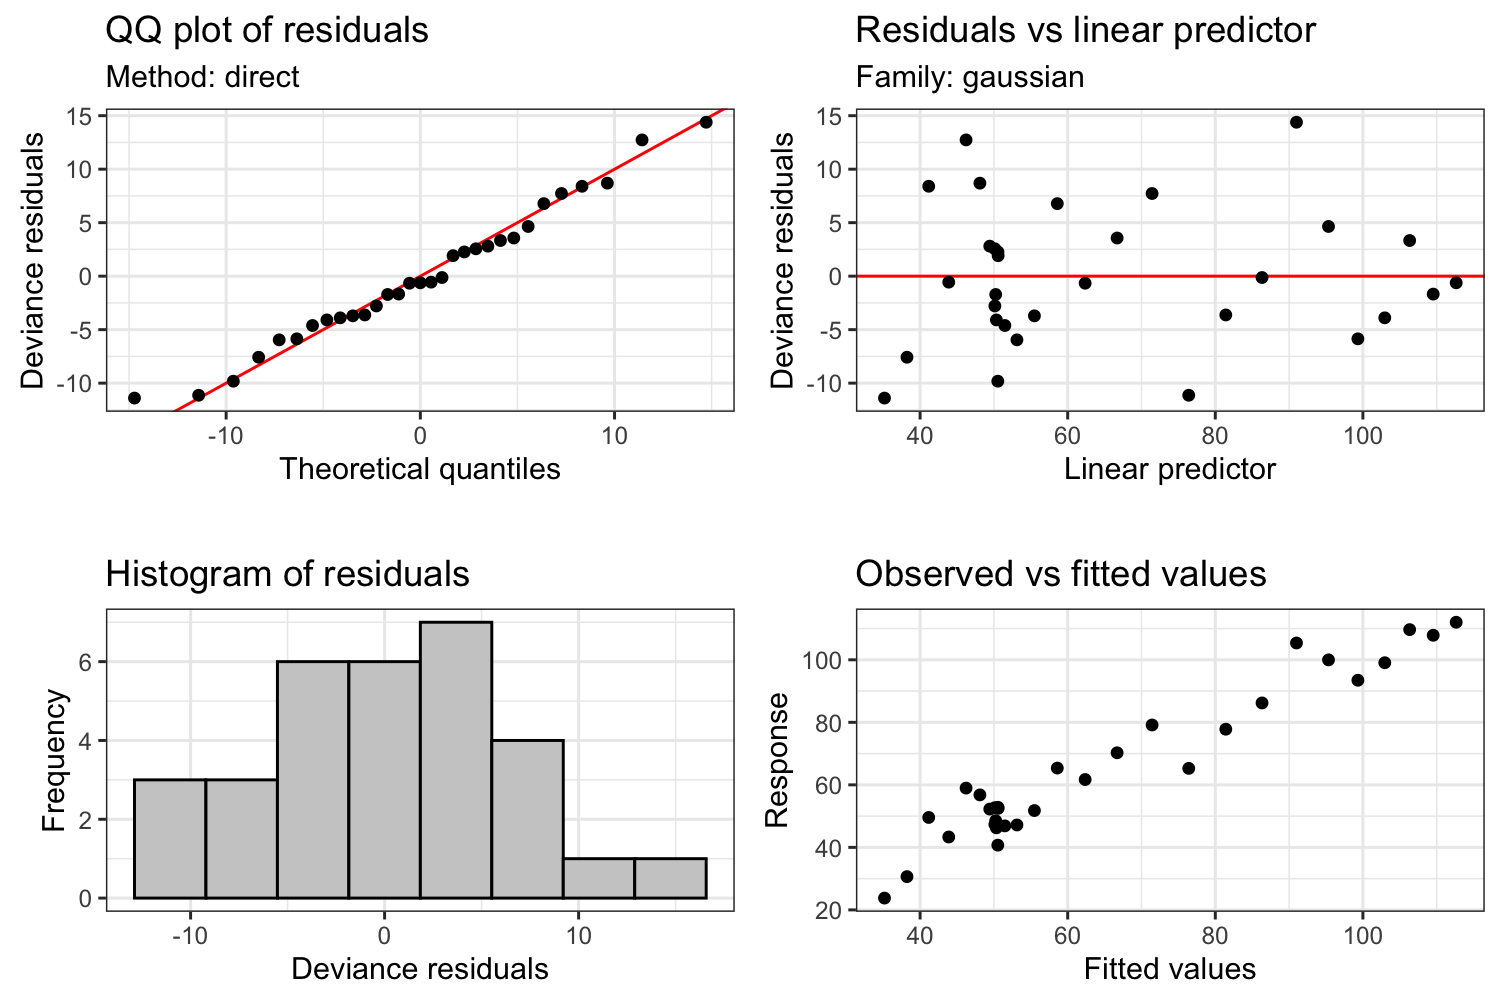 QQ plot of residuals
Method: direct
15
10
5
0
-5
-10
-10
0
10
Deviance residuals
Theoretical quantiles
Residuals vs linear predictor
Family: gaussian
15
10
5
0
-5
-10
40
60
80
100
Deviance residuals
Linear predictor
Histogram of residuals
6
4
2
0
-10
0
10
Frequency
Deviance residuals
Observed vs fitted values
100
80
60
40
20
40
60
80
100
Response
Fitted values